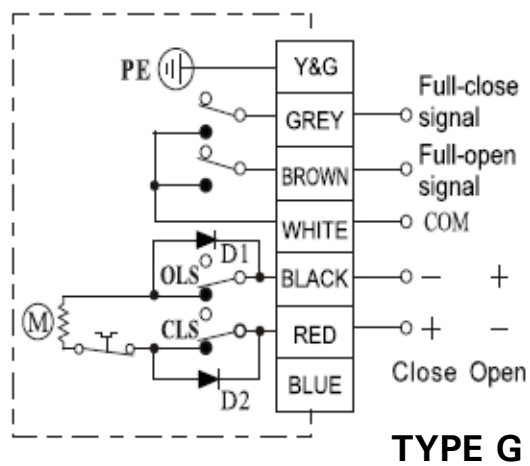 PE Y&G
GREY Full-close
signal
BROWN Full-open
signal
WHITE COM
D1
OLS BLACK − +
M CLS RED + −
Close Open
D2 BLUE
TYPE G